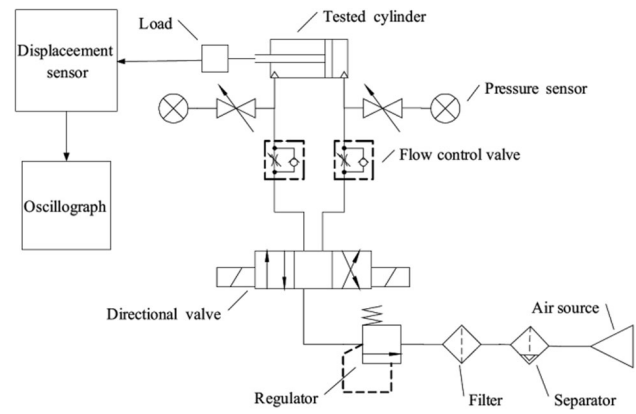 Tested cylinder
Load
Displaceement
sensor
Pressure sensor
Flow control valve
Oscillograph
Directional valve
Air source
Regulator
Filter
Separator